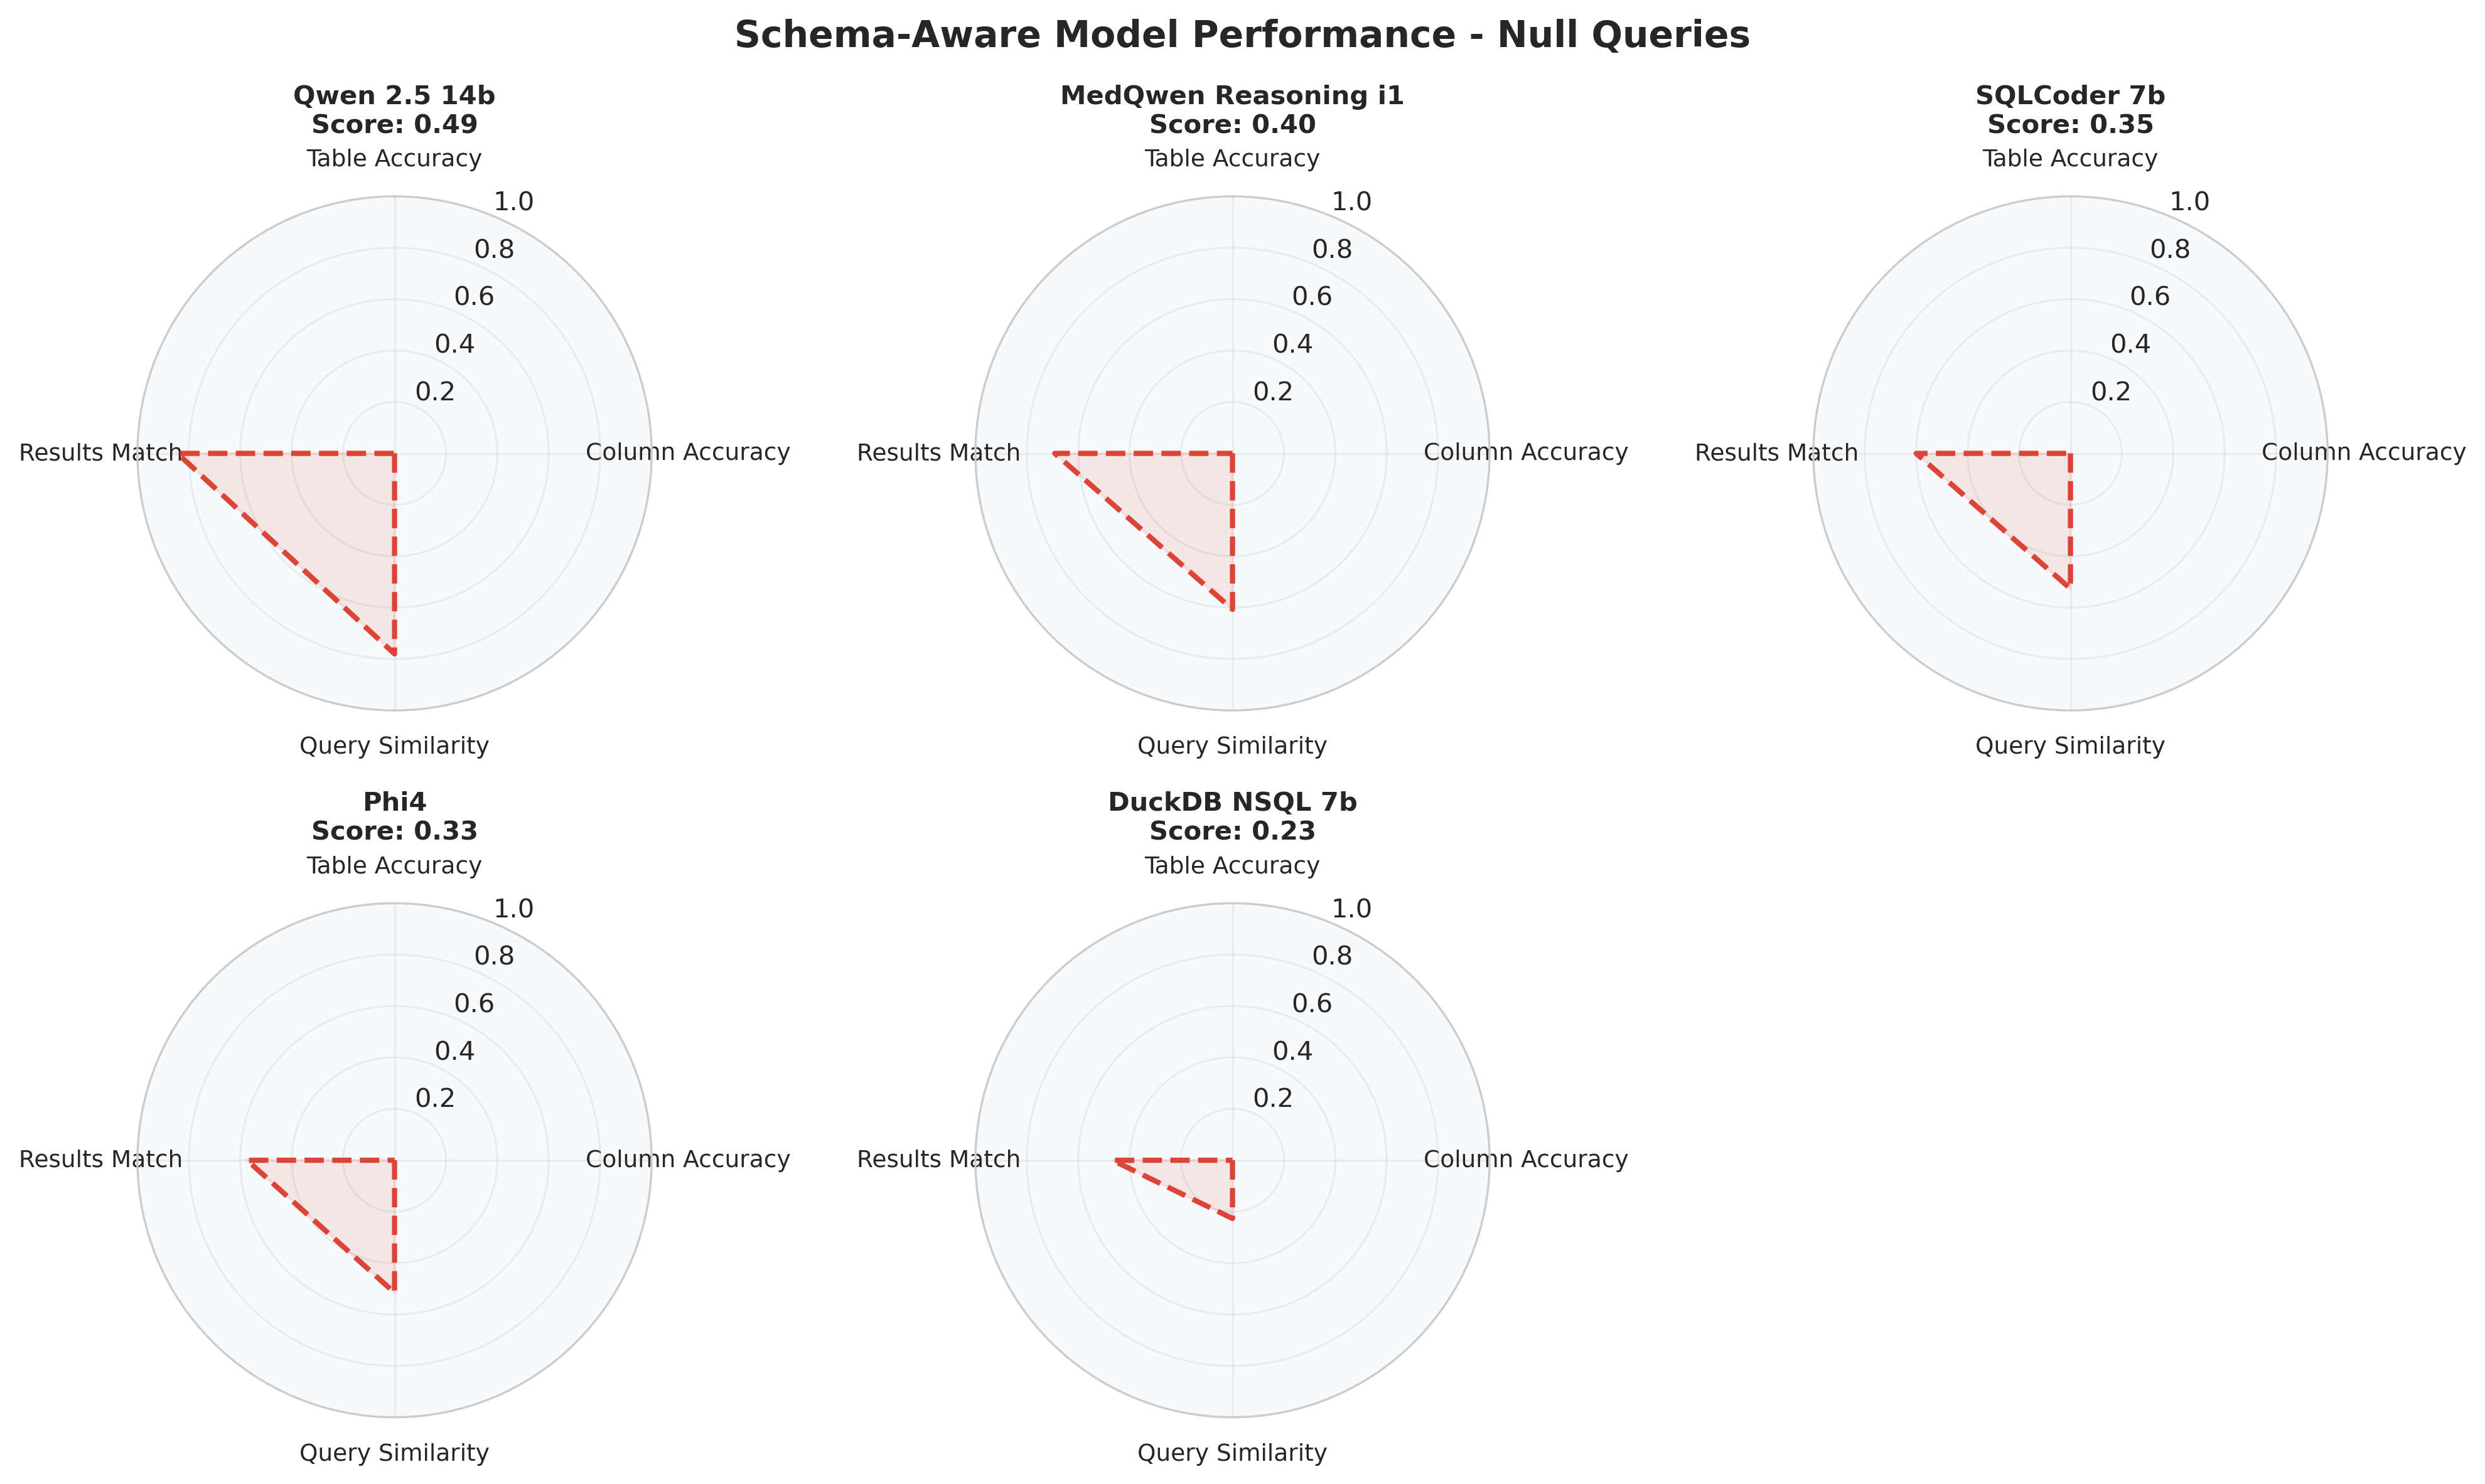 Schema-Aware Model Performance - Null Queries
Qwen 2.5 14b
Score: 0.49
Table Accuracy
1.0
0.8
0.6
0.4
0.2
Results Match
Column Accuracy
Query Similarity
MedQwen Reasoning i1
Score: 0.40
Table Accuracy
1.0
0.8
0.6
0.4
0.2
Results Match
Column Accuracy
Query Similarity
SQLCoder 7b
Score: 0.35
Table Accuracy
1.0
0.8
0.6
0.4
0.2
Results Match
Column Accuracy
Query Similarity
Phi4
Score: 0.33
Table Accuracy
1.0
0.8
0.6
0.4
0.2
Results Match
Column Accuracy
Query Similarity
DuckDB NSQL 7b
Score: 0.23
Table Accuracy
1.0
0.8
0.6
0.4
0.2
Results Match
Column Accuracy
Query Similarity